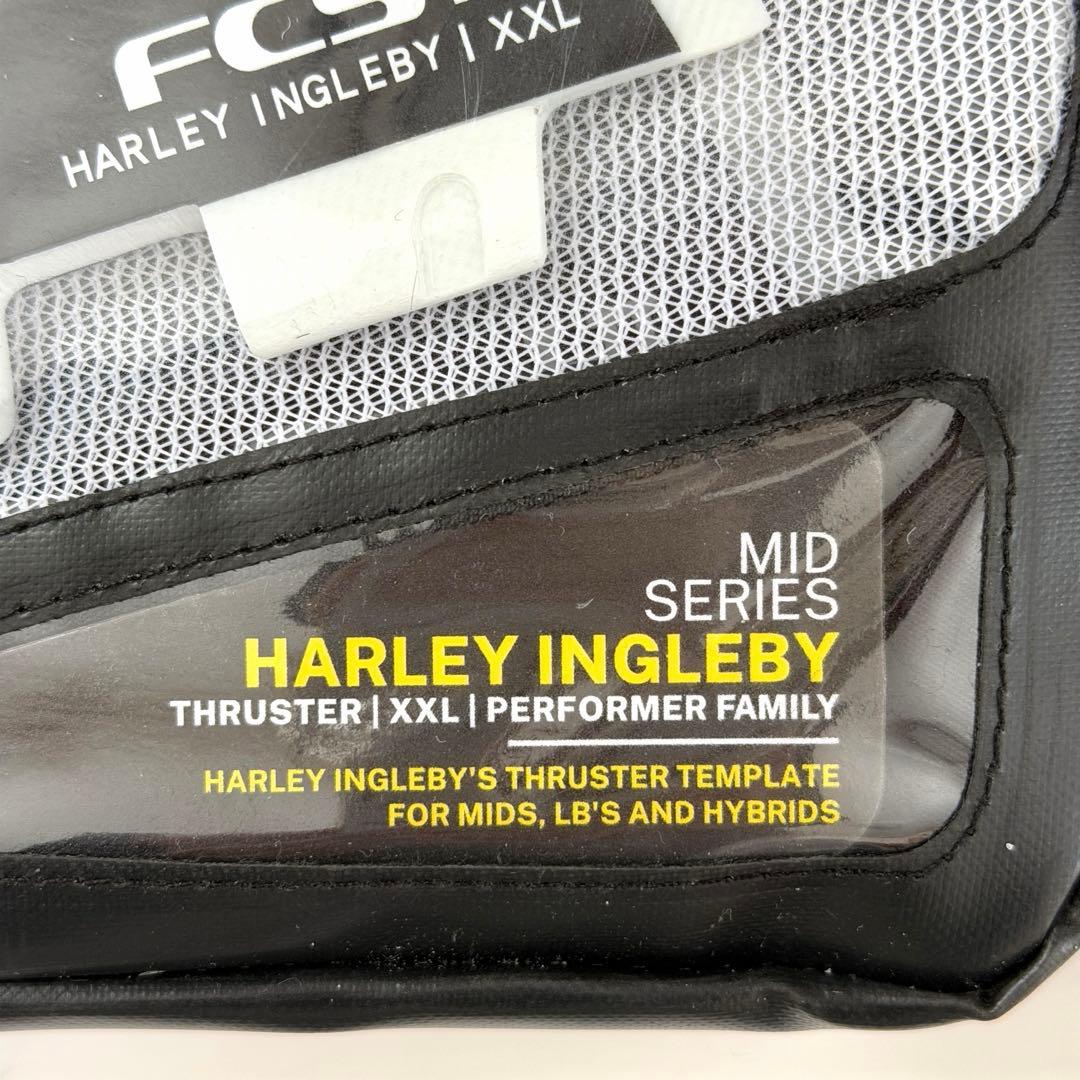 FCS
HARLEY INGLEBY | XXL
MID
SERIES
HARLEY INGLEBY
THRUSTER | XXL | PERFORMER FAMILY
HARLEY INGLEBY'S THRUSTER TEMPLATE
FOR MIDS, LB'S AND HYBRIDS